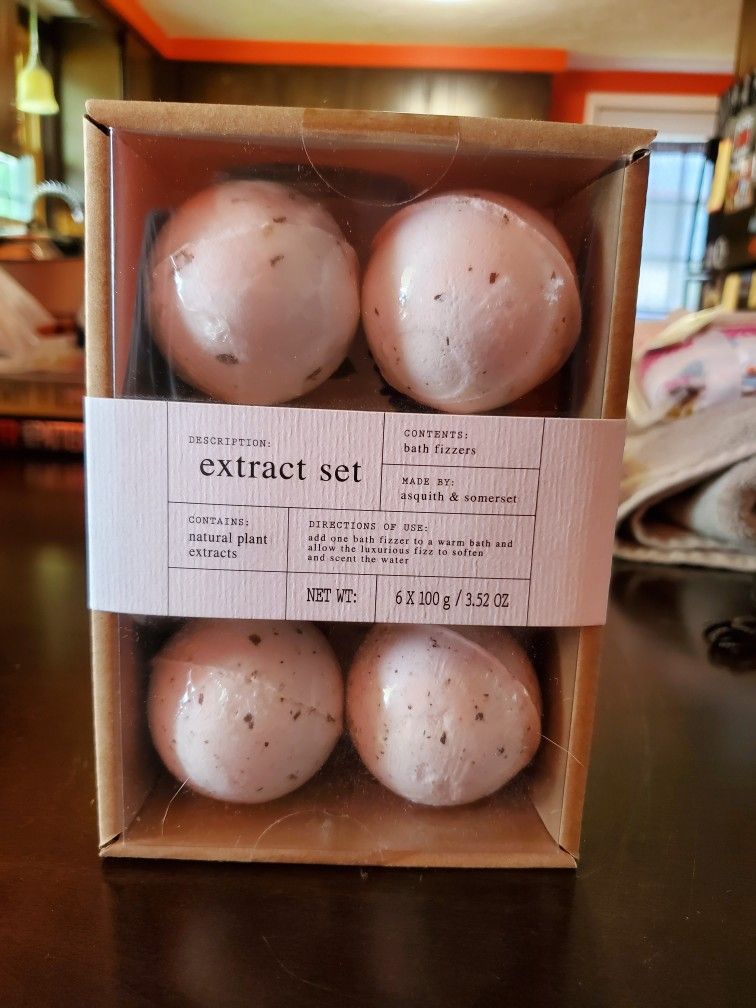 DESCRIPTION:
extract set
CONTENTS:
bath fizzers
MADE BY:
asquith & somerset
CONTAINS:
natural plant
extracts
DIRECTIONS OF USE:
add one bath fizzer to a warm bath and
allow the luxurious fizz to soften
and scent the water
NET WT:
6 X 100 g / 3.52 OZ